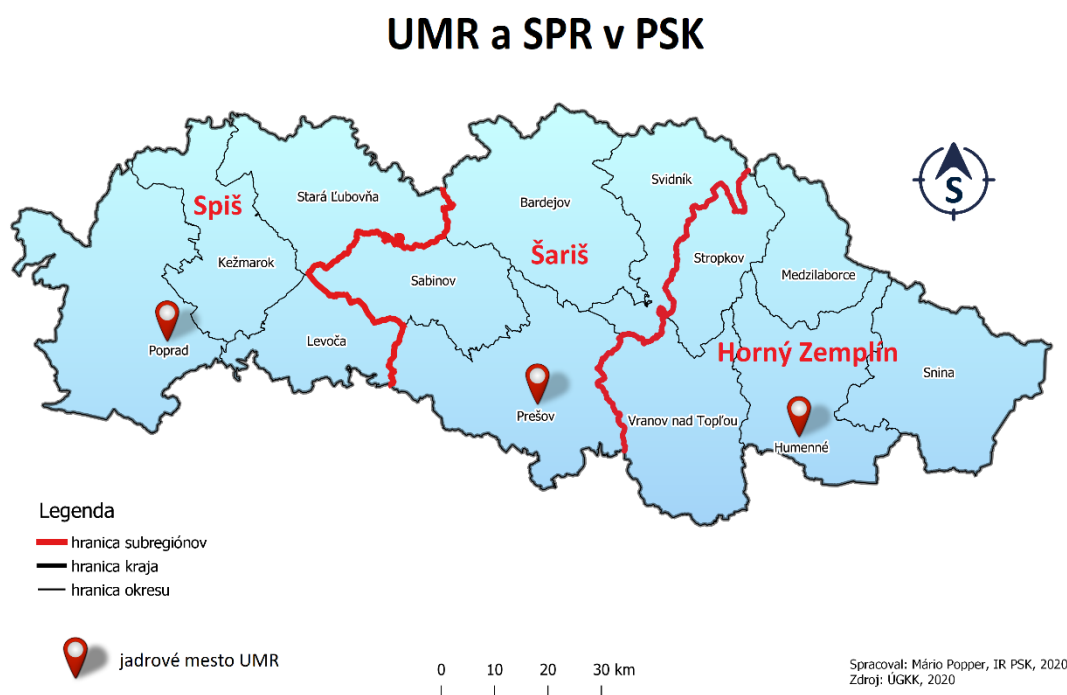 UMR a SPR v PSK
S
Svidník
Stará Ľubovňa
Bardejov
Spiš
Šariš
Stropkov
Kežmarok
Medzilaborce
Sabinov
Levoča
Poprad
Horný Zemplín
Snina
Prešov
Vranov nad Topľou
Humenné
Legenda
hranica subregiónov
hranica kraja
hranica okresu
jadrové mesto UMR
0 10 20 30 km
Spracoval: Mário Popper, IR PSK, 2020
Zdroj: ÚGKK, 2020